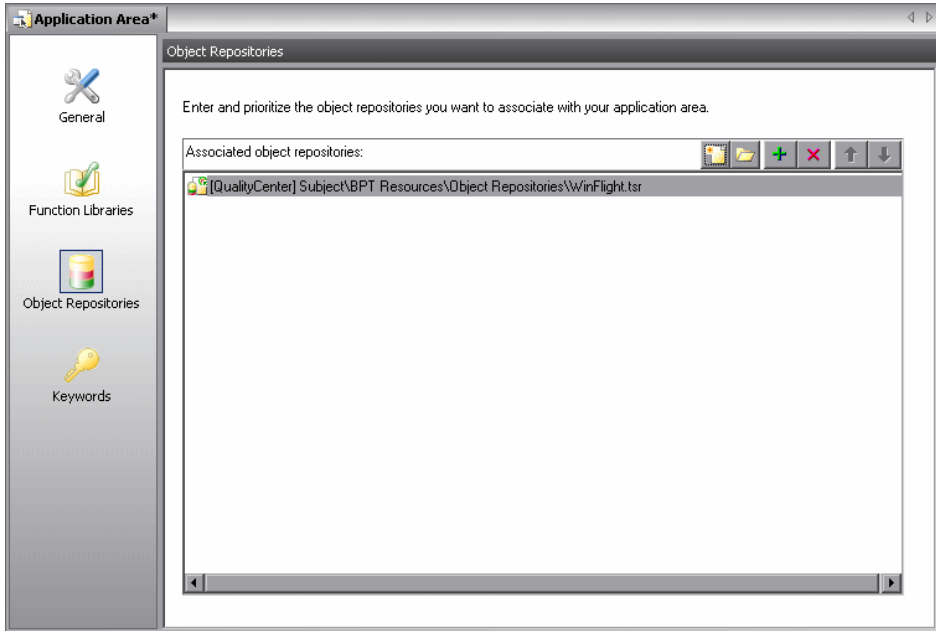 Application Area*
Object Repositories
General
Function Libraries
Object Repositories
Keywords
Enter and prioritize the object repositories you want to associate with your application area.
Associated object repositories:
[QualityCenter] Subject\BPT Resources\Object Repositories\WinFlight.tsr